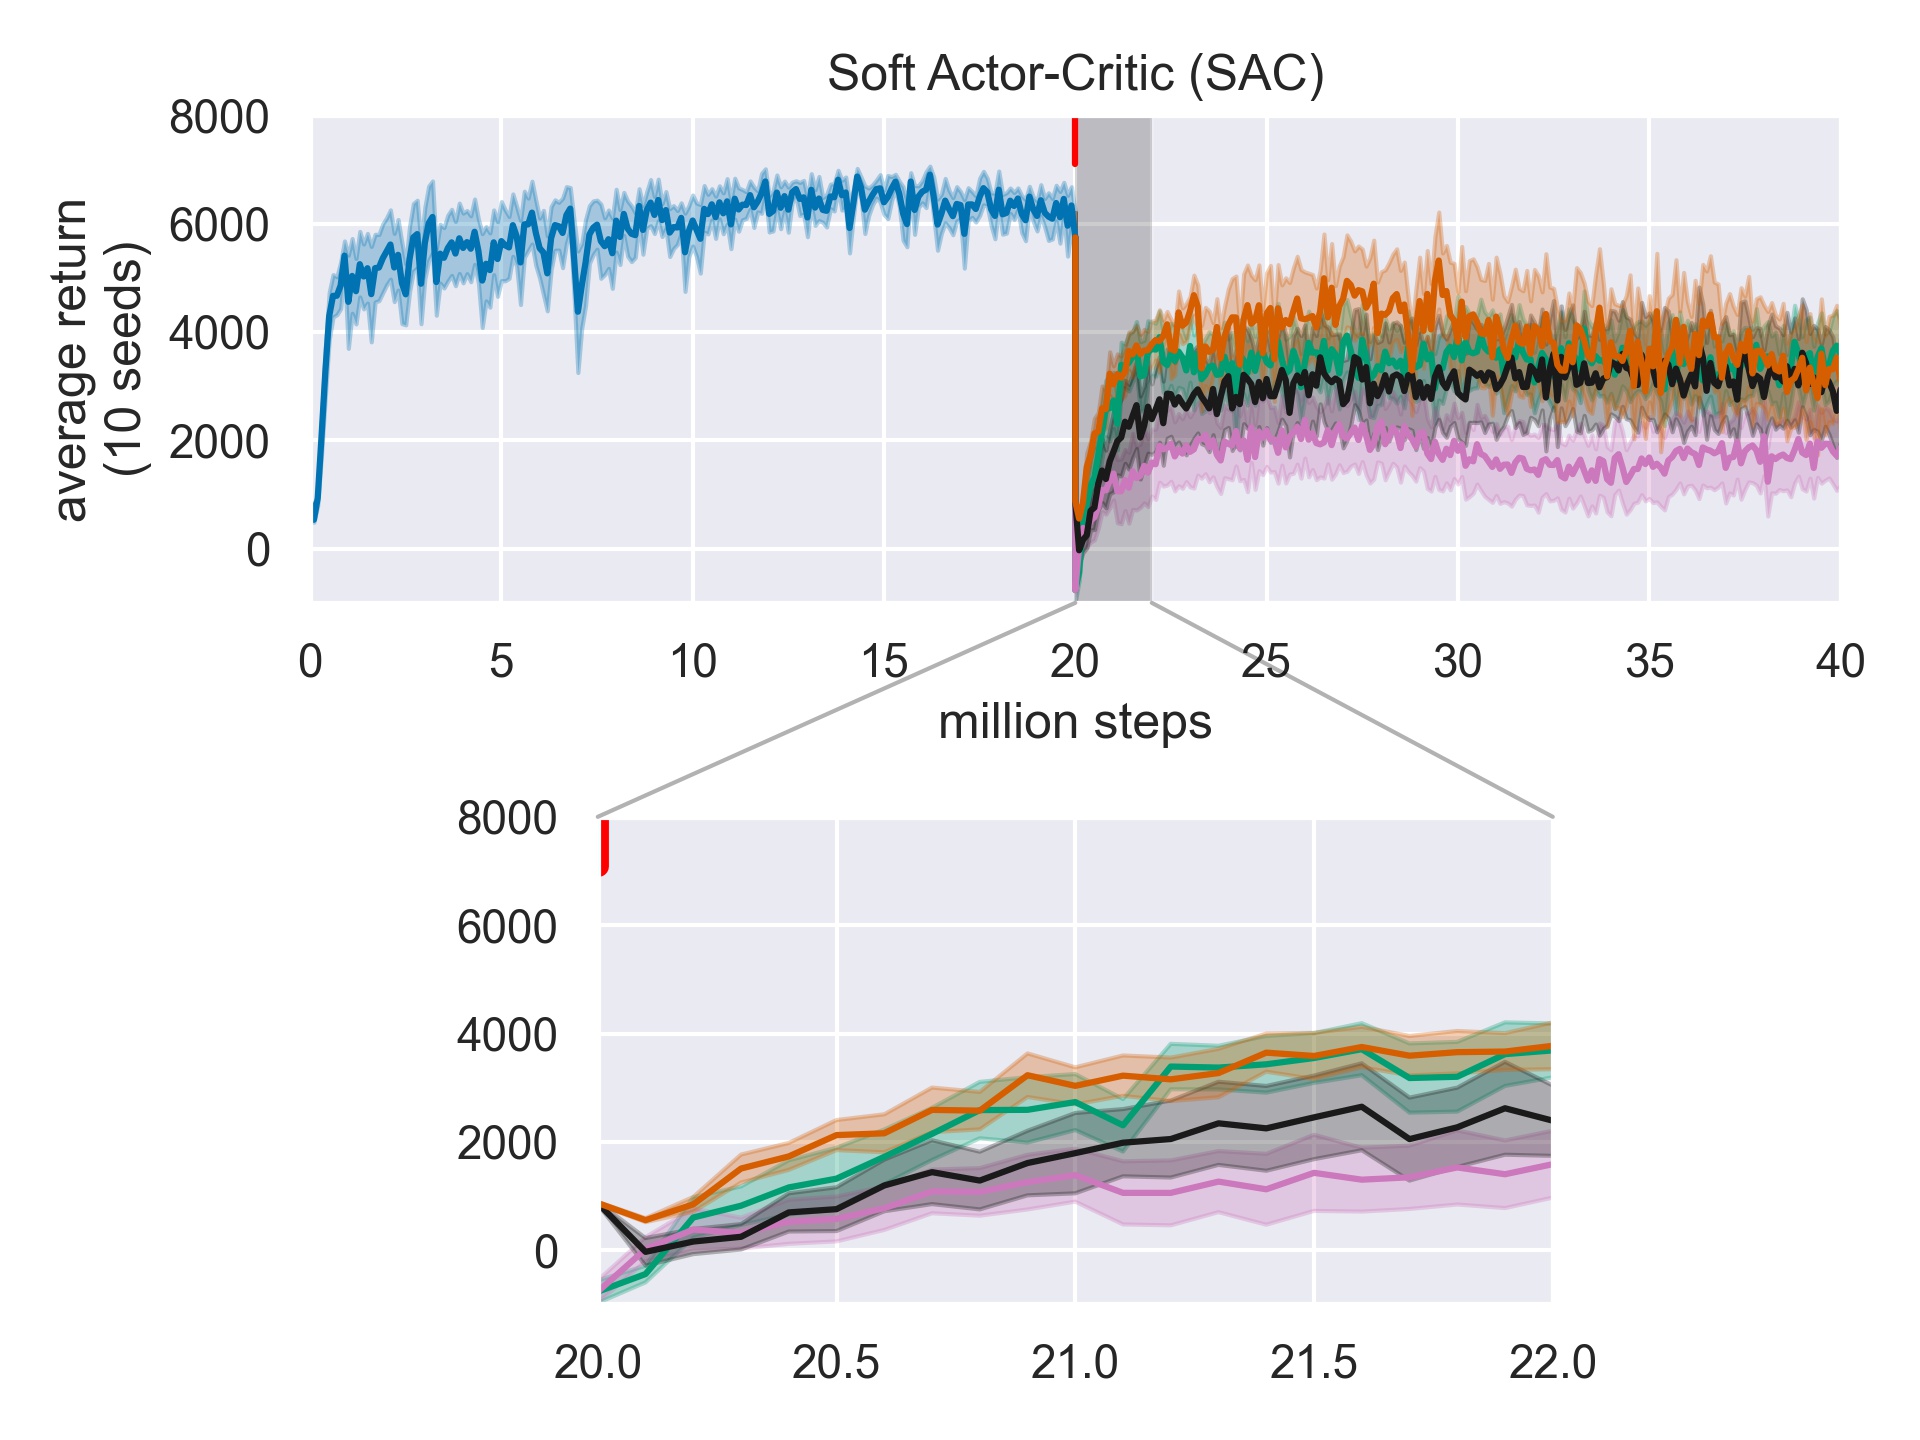 Soft Actor-Critic (SAC)
average return
(10 seeds)
8000
6000
4000
2000
0
0 5 10 15 20 25 30 35 40
million steps
8000
6000
4000
2000
0
20.0 20.5 21.0 21.5 22.0